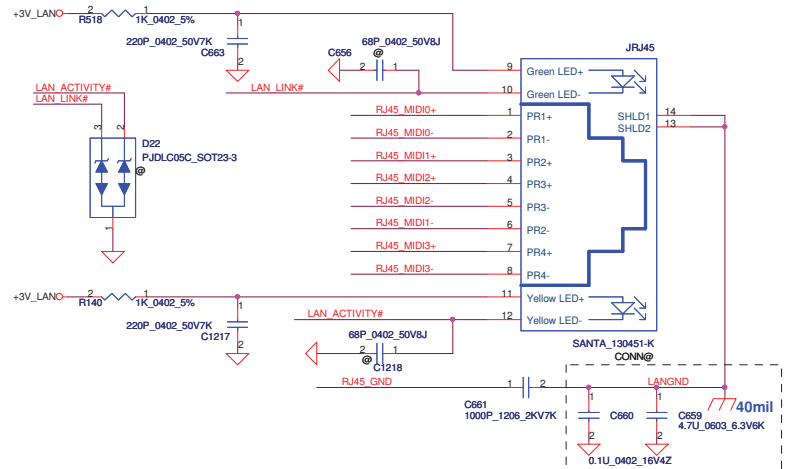 +3V_LAN
2
R518
1
1K_0402_5%
1
220P_0402_50V7K
C663
2
68P_0402_50V8J
C656
@
2
1
JRJ45
9
Green LED+
LAN_LINK#
10
Green LED-
LAN_ACTIVITY#
LAN_LINK#
3
2
D22
PJDLC05C_SOT23-3
@
1
RJ45_MIDI0+
1
PR1+
RJ45_MIDI0-
2
PR1-
RJ45_MIDI1+
3
PR2+
RJ45_MIDI2+
4
PR3+
RJ45_MIDI2-
5
PR3-
RJ45_MIDI1-
6
PR2-
RJ45_MIDI3+
7
PR4+
RJ45_MIDI3-
8
PR4-
SHLD1
14
SHLD2
13
+3V_LAN
2
R140
1
1K_0402_5%
11
Yellow LED+
1
220P_0402_50V7K
C1217
2
LAN_ACTIVITY#
12
Yellow LED-
68P_0402_50V8J
2
@
1
C1218
SANTA_130451-K
CONN@
RJ45_GND
1
2
C661
1000P_1206_2KV7K
LANGND
1
C660
2
0.1U_0402_16V4Z
1
C659
4.7U_0603_6.3V6K
2
40mil